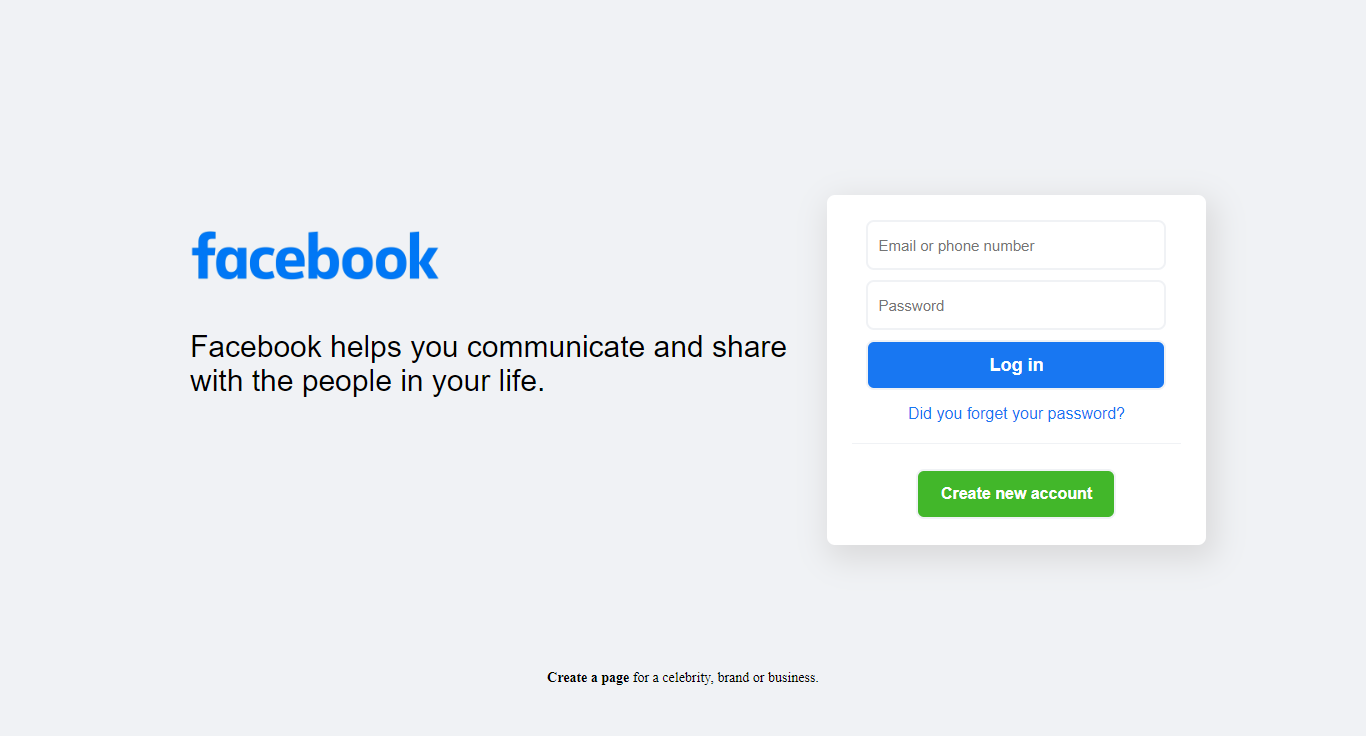 facebook
Facebook helps you communicate and share
with the people in your life.
Email or phone number
Password
Log in
Did you forget your password?
Create new account
Create a page for a celebrity, brand or business.